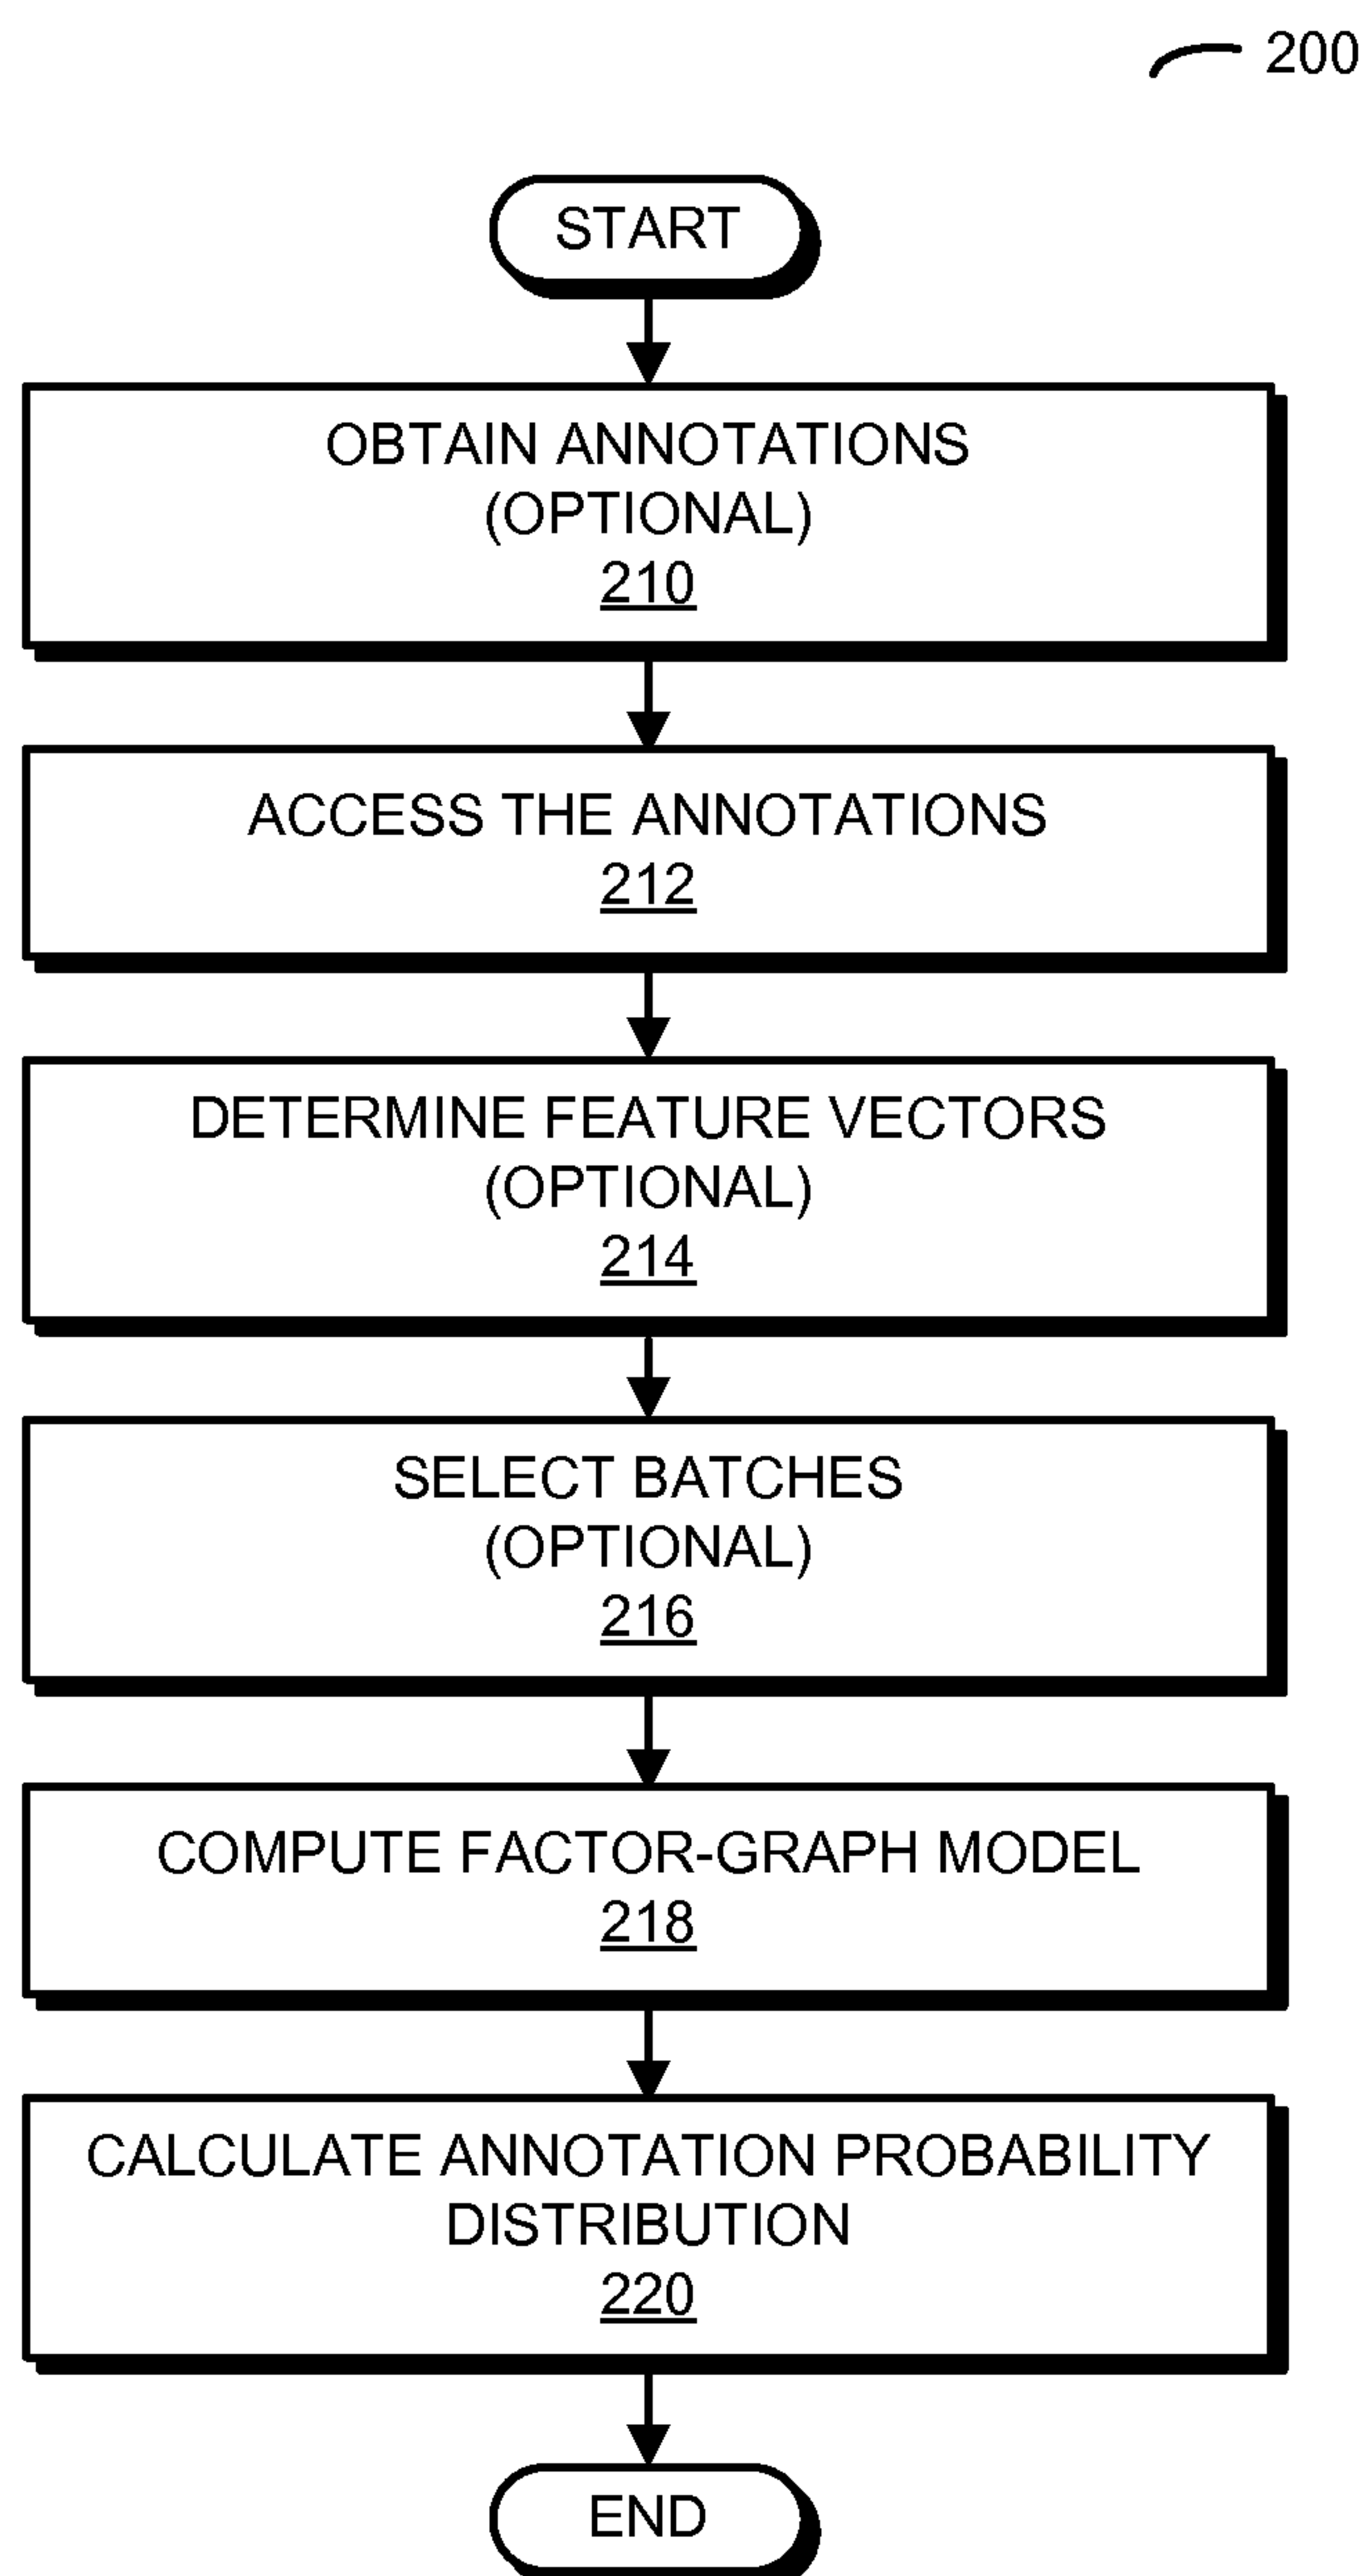 200
START
OBTAIN ANNOTATIONS
(OPTIONAL)
210
ACCESS THE ANNOTATIONS
212
DETERMINE FEATURE VECTORS
(OPTIONAL)
214
SELECT BATCHES
(OPTIONAL)
216
COMPUTE FACTOR-GRAPH MODEL
218
CALCULATE ANNOTATION PROBABILITY
DISTRIBUTION
220
END